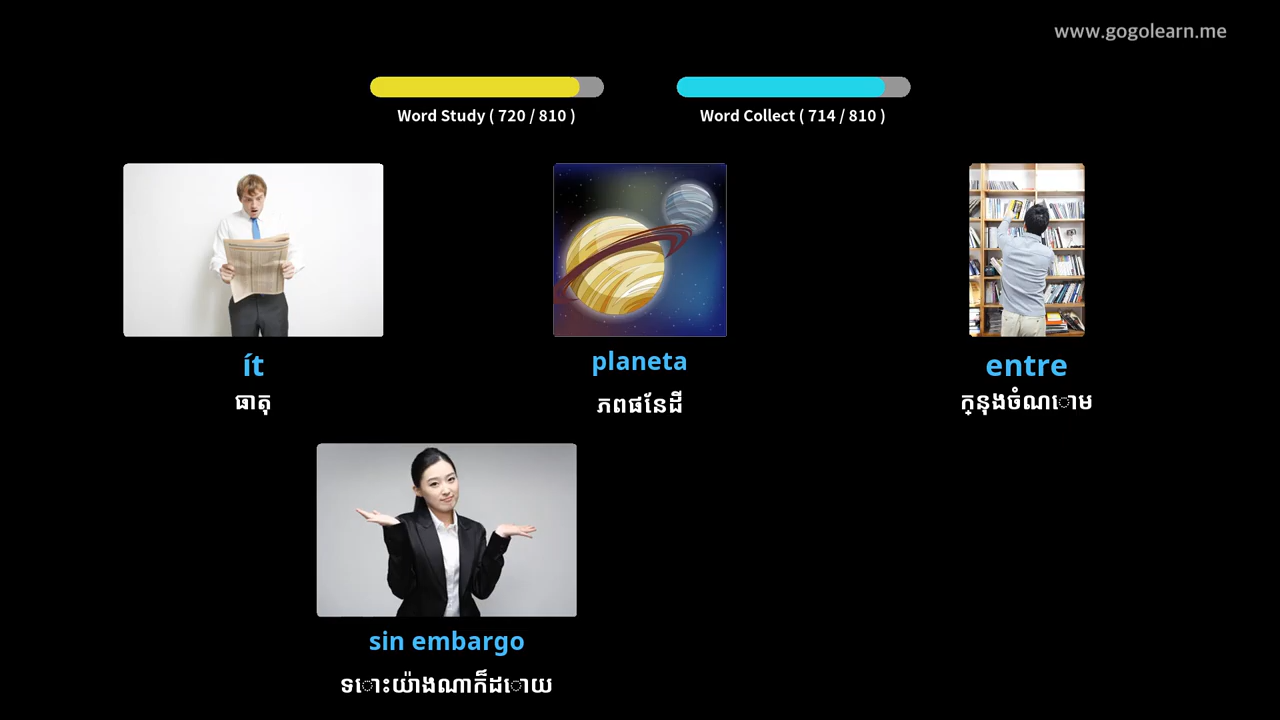 www.gogolearn.me
Word Study ( 720 / 810 )
Word Collect ( 714 / 810 )
ít
ធាតុ
planeta
ភពផែនដី
entre
ក្នុងចំណោម
sin embargo
ទោះយ៉ាងណាក៏ដោយ